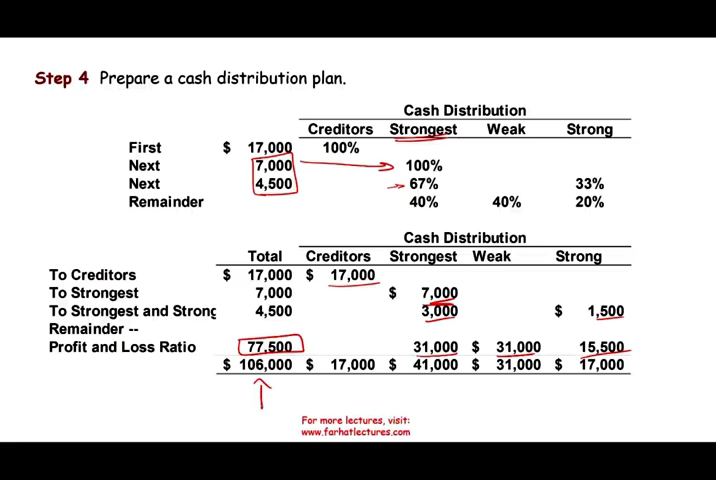 Step 4 Prepare a cash distribution plan.
Cash Distribution
Creditors Strongest Weak Strong
First $ 17,000 100%
Next 7,000 100%
Next 4,500 67% 33%
Remainder 40% 40% 20%
Cash Distribution
Total Creditors Strongest Weak Strong
To Creditors $ 17,000 $ 17,000
To Strongest 7,000 $ 7,000
To Strongest and Strong 4,500 3,000 $ 1,500
Remainder --
Profit and Loss Ratio 77,500 31,000 $ 31,000 15,500
$ 106,000 $ 17,000 $ 41,000 $ 31,000 $ 17,000
For more lectures, visit:
www.farhatlectures.com